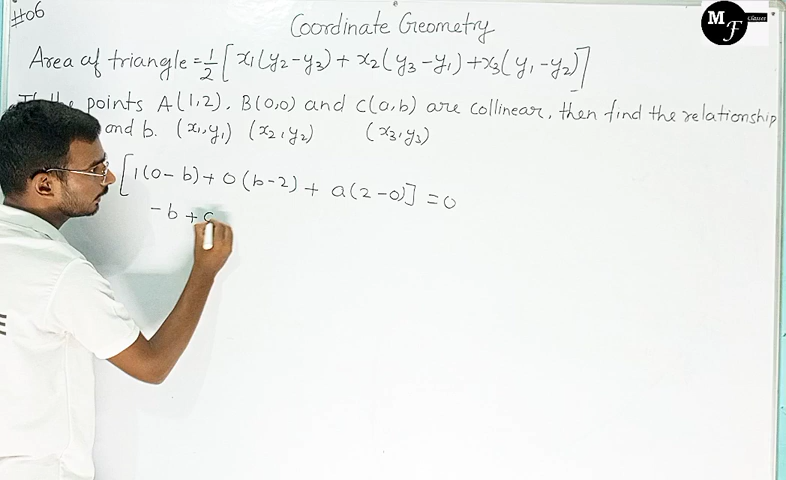 #06
Coordinate Geometry
M F Classes
Area of triangle = 1/2 [ x1(y2-y3) + x2(y3-y1) + x3(y1-y2) ]
points A(1,2), B(0,0) and C(a,b) are collinear, then find the relationship
and b. (x1,y1) (x2,y2) (x3,y3)
[1(0-b) + 0(b-2) + a(2-0)] = 0
-b +